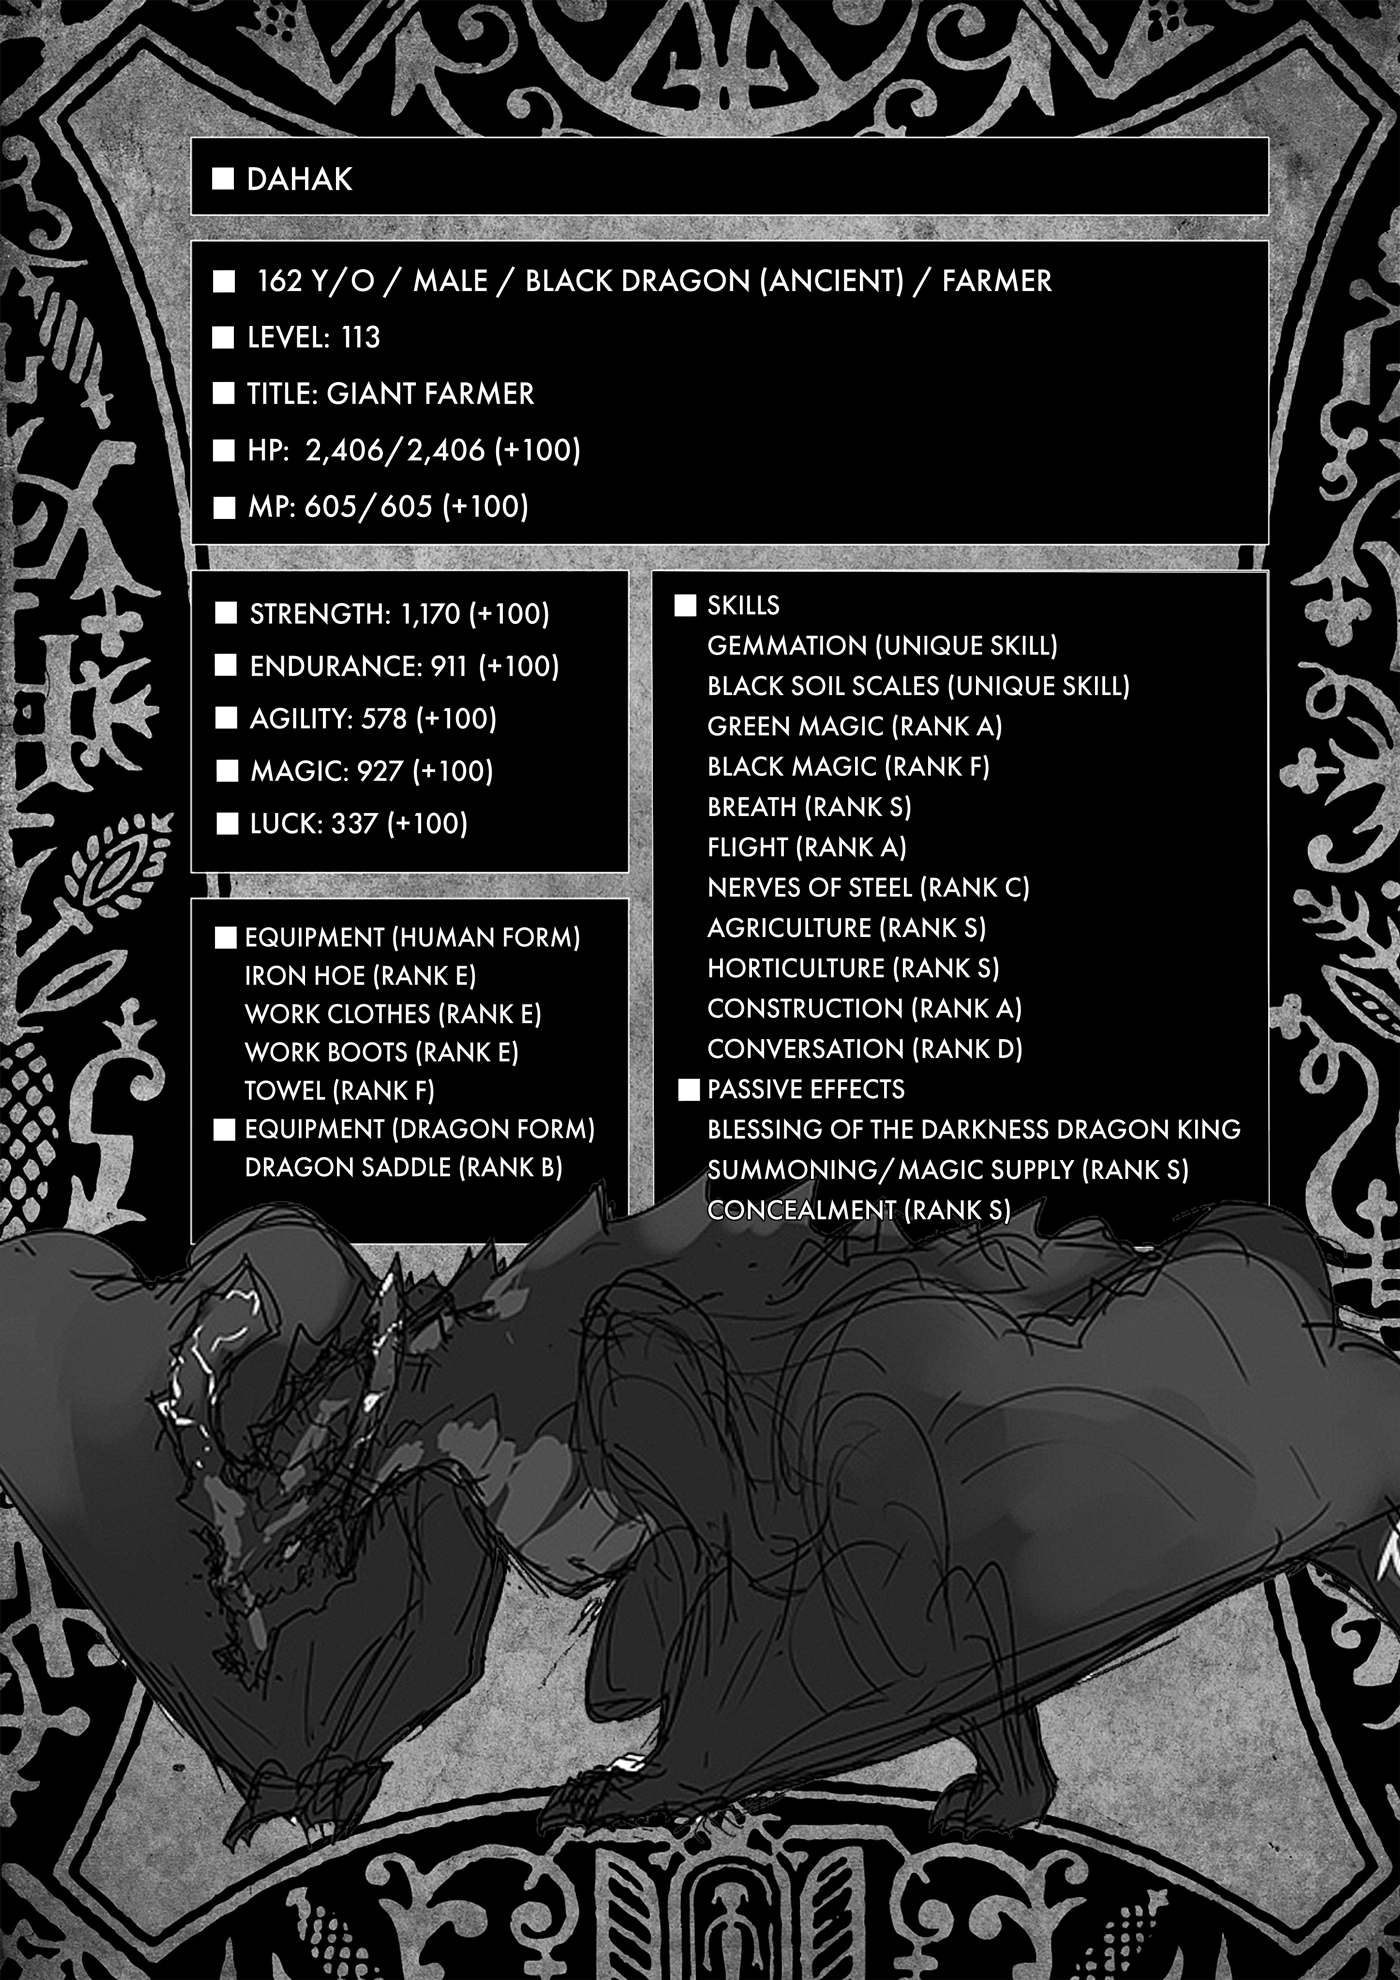 DAHAK
162 Y/O / MALE / BLACK DRAGON (ANCIENT) / FARMER
LEVEL: 113
TITLE: GIANT FARMER
HP: 2,406/2,406 (+100)
MP: 605/605 (+100)
STRENGTH: 1,170 (+100)
ENDURANCE: 911 (+100)
AGILITY: 578 (+100)
MAGIC: 927 (+100)
LUCK: 337 (+100)
EQUIPMENT (HUMAN FORM)
IRON HOE (RANK E)
WORK CLOTHES (RANK E)
WORK BOOTS (RANK E)
TOWEL (RANK F)
EQUIPMENT (DRAGON FORM)
DRAGON SADDLE (RANK B)
SKILLS
GEMMATION (UNIQUE SKILL)
BLACK SOIL SCALES (UNIQUE SKILL)
GREEN MAGIC (RANK A)
BLACK MAGIC (RANK F)
BREATH (RANK S)
FLIGHT (RANK A)
NERVES OF STEEL (RANK C)
AGRICULTURE (RANK S)
HORTICULTURE (RANK S)
CONSTRUCTION (RANK A)
CONVERSATION (RANK D)
PASSIVE EFFECTS
BLESSING OF THE DARKNESS DRAGON KING
SUMMONING/MAGIC SUPPLY (RANK S)
CONCEALMENT (RANK S)